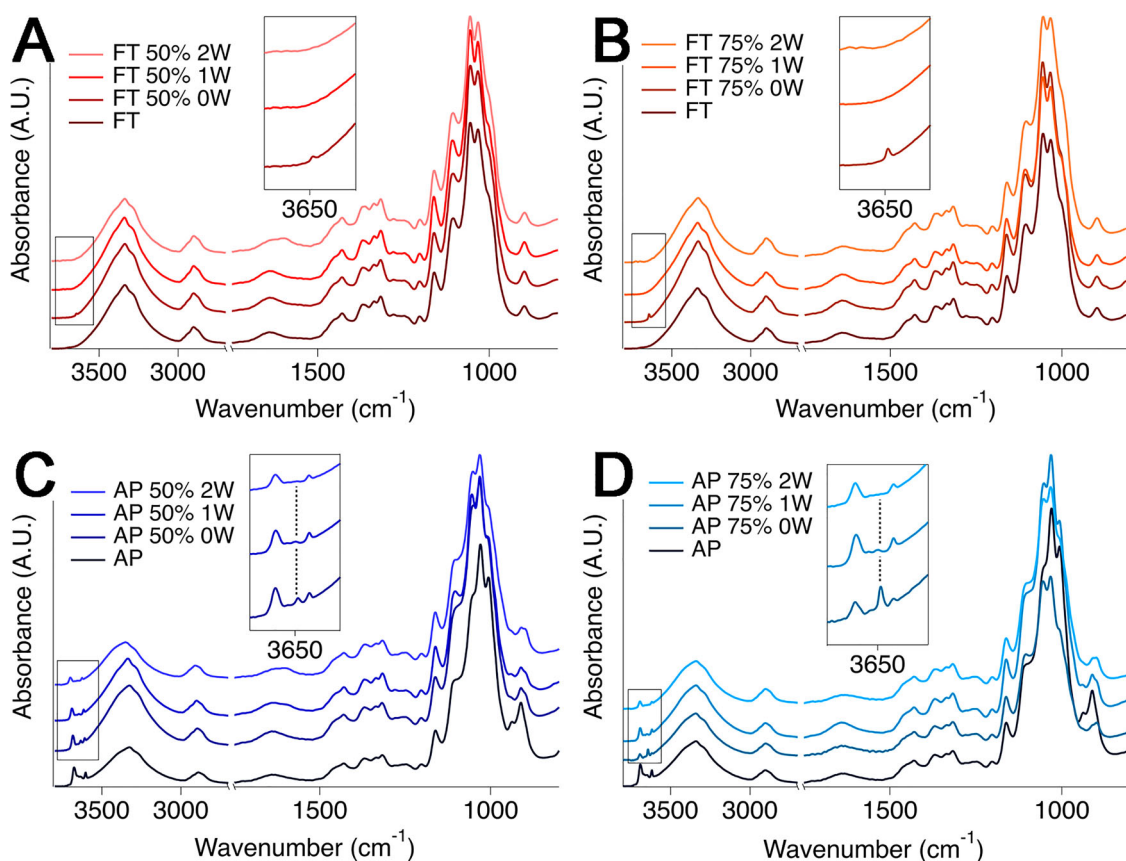 A
FT 50% 2W
FT 50% 1W
FT 50% 0W
FT
3650
Absorbance (A.U.)
3500 3000 1500 1000
Wavenumber (cm-1)
B
FT 75% 2W
FT 75% 1W
FT 75% 0W
FT
3650
Absorbance (A.U.)
3500 3000 1500 1000
Wavenumber (cm-1)
C
AP 50% 2W
AP 50% 1W
AP 50% 0W
AP
3650
Absorbance (A.U.)
3500 3000 1500 1000
Wavenumber (cm-1)
D
AP 75% 2W
AP 75% 1W
AP 75% 0W
AP
3650
Absorbance (A.U.)
3500 3000 1500 1000
Wavenumber (cm-1)